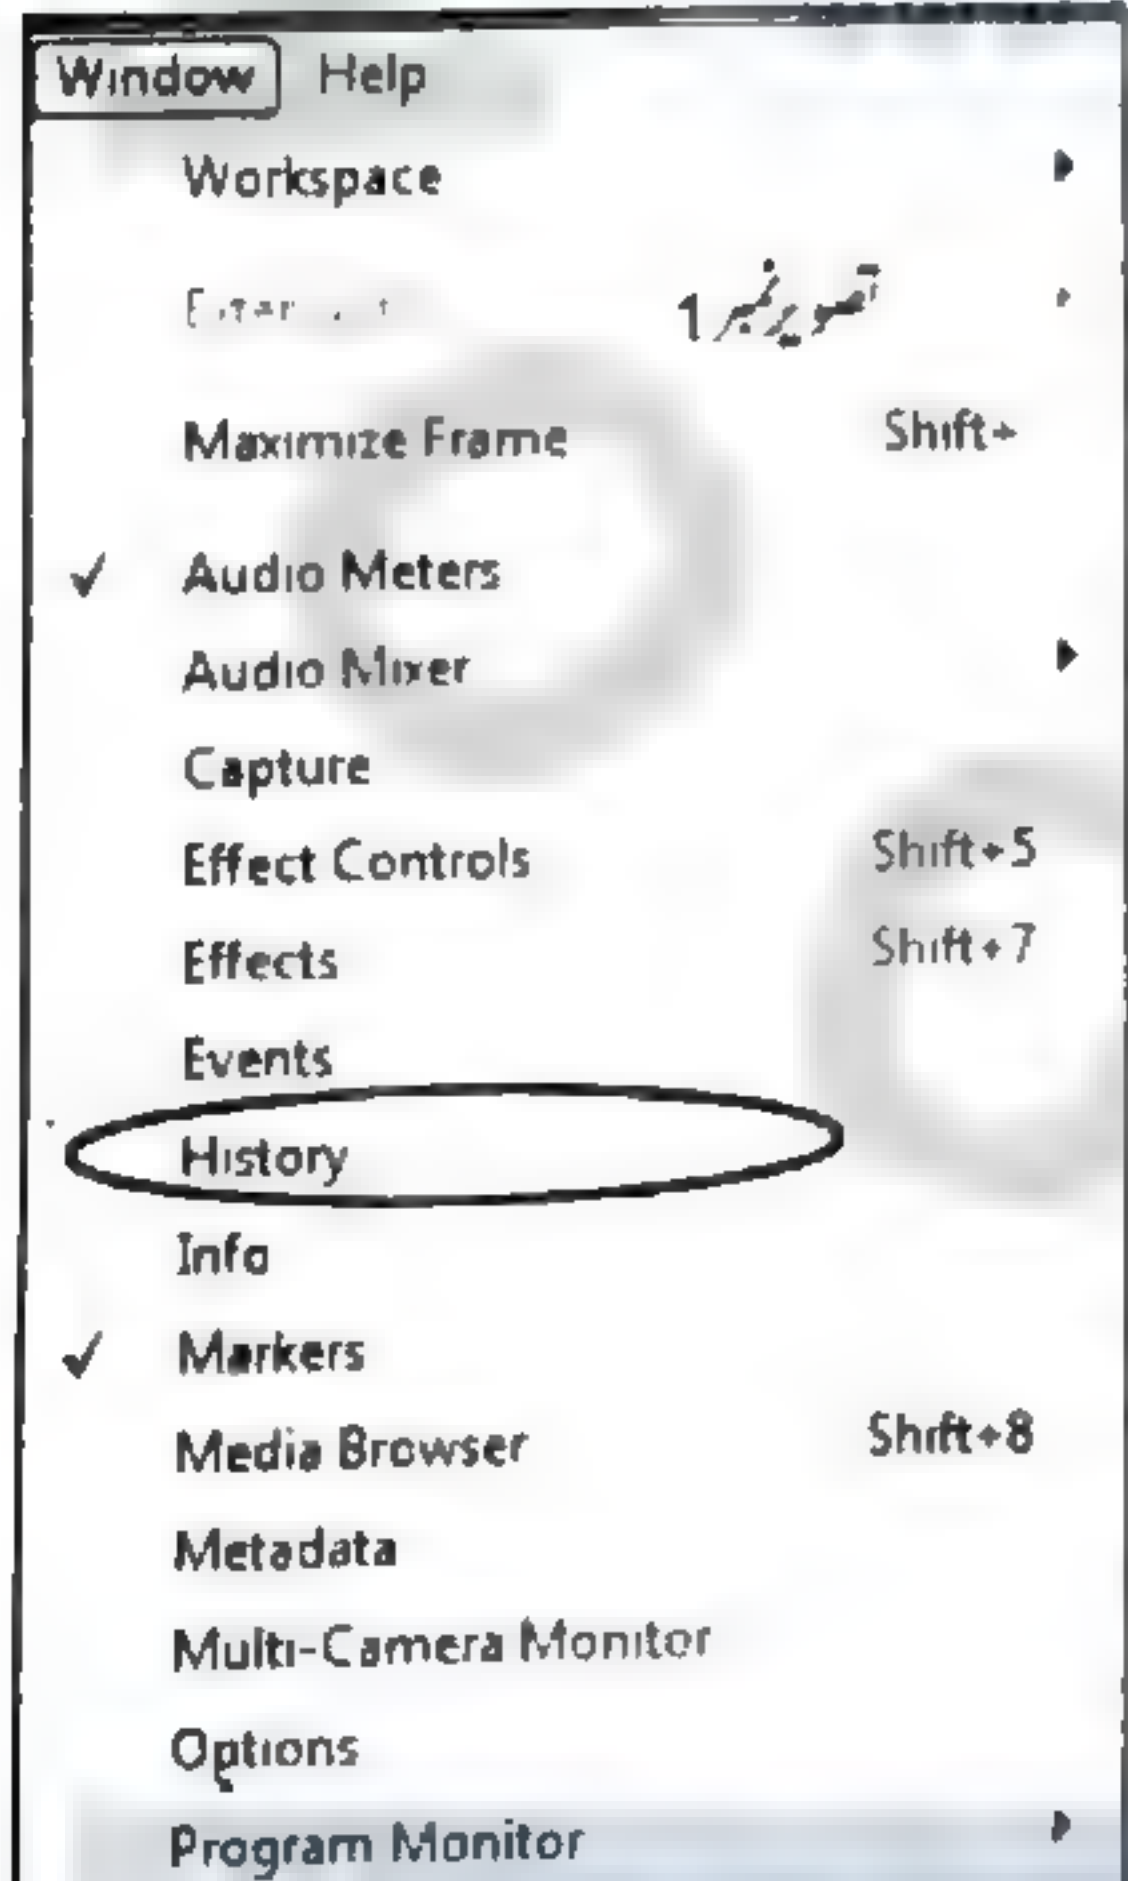 Window Help
Workspace
تصویر نمبر 1
Maximize Frame Shift+
Audio Meters
Audio Mixer
Capture
Effect Controls Shift+5
Effects Shift+7
Events
History
Info
Markers
Media Browser Shift+8
Metadata
Multi-Camera Monitor
Options
Program Monitor